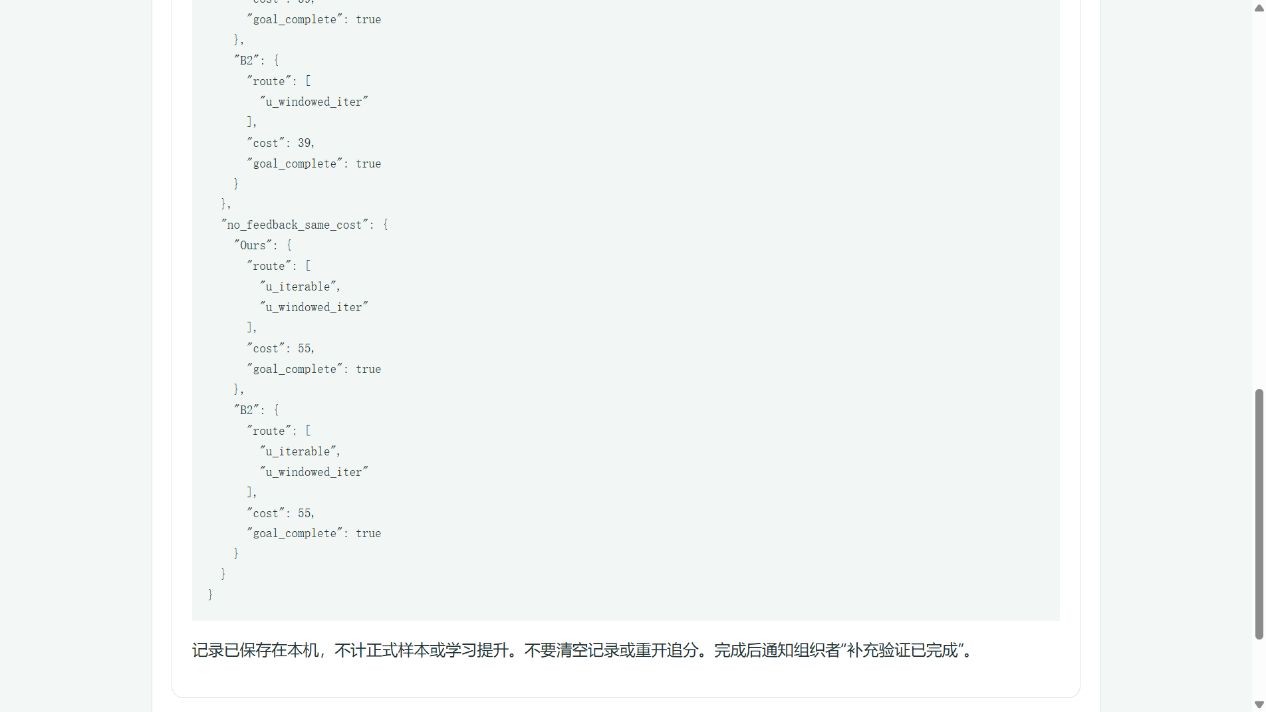 "goal_complete": true
},
"B2": {
"route": [
"u_windowed_iter"
],
"cost": 39,
"goal_complete": true
}
},
"no_feedback_same_cost": {
"Ours": {
"route": [
"u_iterable",
"u_windowed_iter"
],
"cost": 55,
"goal_complete": true
},
"B2": {
"route": [
"u_iterable",
"u_windowed_iter"
],
"cost": 55,
"goal_complete": true
}
}
}
记录已保存在本机，不计正式样本或学习提升。不要清空记录或重开追分。完成后通知组织者“补充验证已完成”。